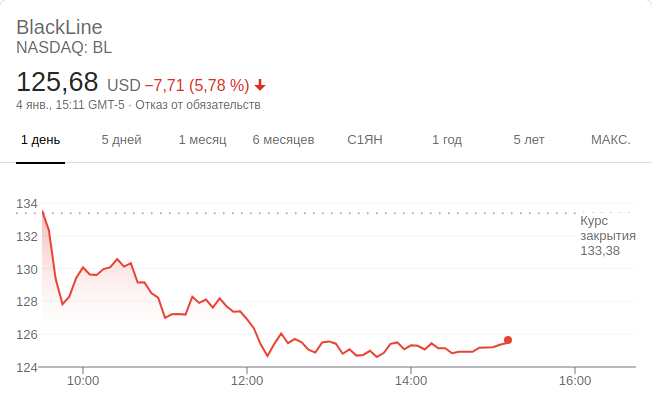 BlackLine
NASDAQ: BL
125,68 USD −7,71 (5,78 %)
4 янв., 15:11 GMT-5 · Отказ от обязательств
1 день 5 дней 1 месяц 6 месяцев С1ЯН 1 год 5 лет МАКС.
134
132
130
128
126
124
Курс
закрытия
133,38
10:00 12:00 14:00 16:00